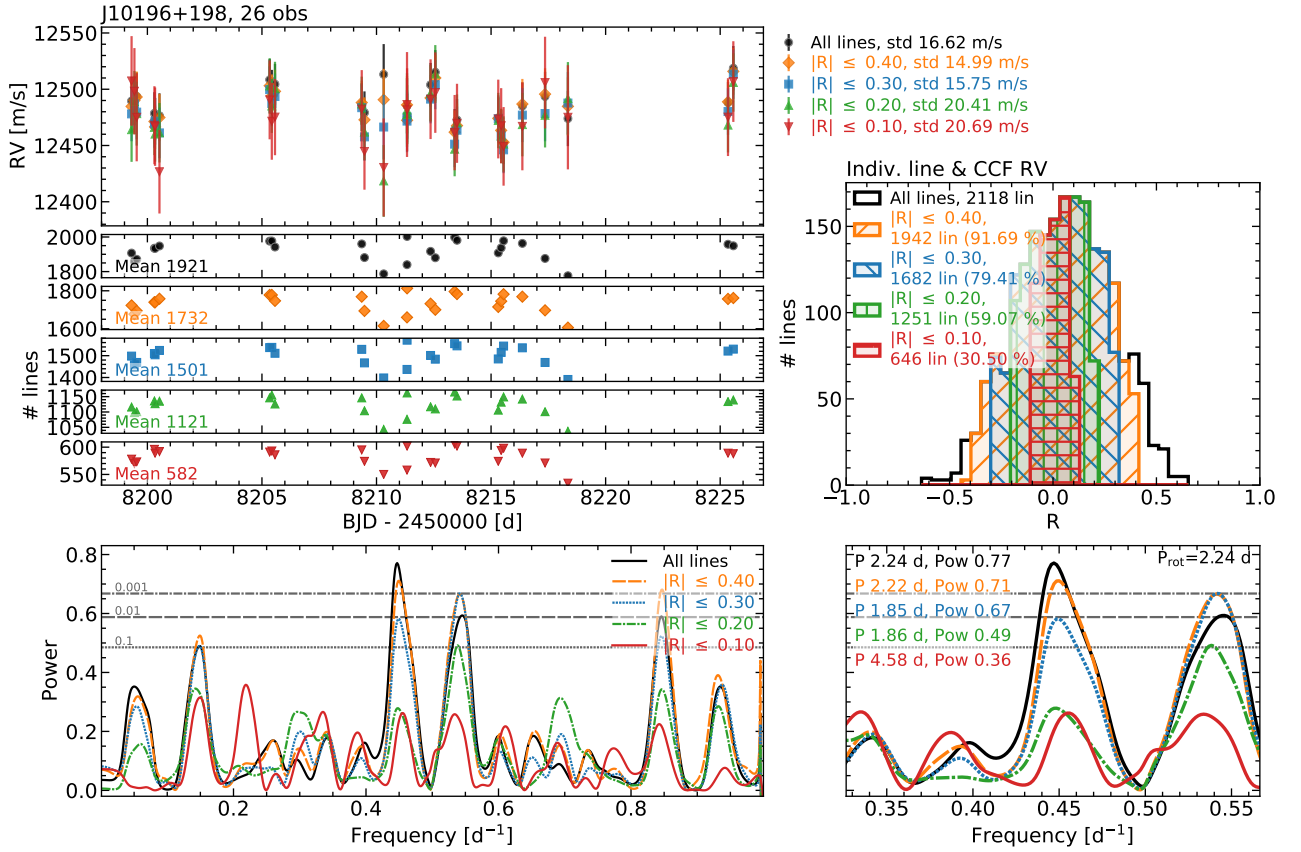 J10196+198, 26 obs
12550
12500
12450
12400
RV [m/s]
All lines, std 16.62 m/s
|R| ≤ 0.40, std 14.99 m/s
|R| ≤ 0.30, std 15.75 m/s
|R| ≤ 0.20, std 20.41 m/s
|R| ≤ 0.10, std 20.69 m/s
2000
1800
Mean 1921
1800
1600
Mean 1732
1500
1400
Mean 1501
1150
1050
Mean 1121
600
550
Mean 582
# lines
8200 8205 8210 8215 8220 8225
BJD - 2450000 [d]
Indiv. line & CCF RV
All lines, 2118 lin
|R| ≤ 0.40,
1942 lin (91.69 %)
|R| ≤ 0.30,
1682 lin (79.41 %)
|R| ≤ 0.20,
1251 lin (59.07 %)
|R| ≤ 0.10,
646 lin (30.50 %)
150
100
50
0
# lines
−1.0 −0.5 0.0 0.5 1.0
R
0.8
0.6
0.4
0.2
0.0
Power
0.001
0.01
0.1
All lines
|R| ≤ 0.40
|R| ≤ 0.30
|R| ≤ 0.20
|R| ≤ 0.10
0.2 0.4 0.6 0.8
Frequency [d⁻¹]
P 2.24 d, Pow 0.77
P 2.22 d, Pow 0.71
P 1.85 d, Pow 0.67
P 1.86 d, Pow 0.49
P 4.58 d, Pow 0.36
Prot=2.24 d
0.35 0.40 0.45 0.50 0.55
Frequency [d⁻¹]